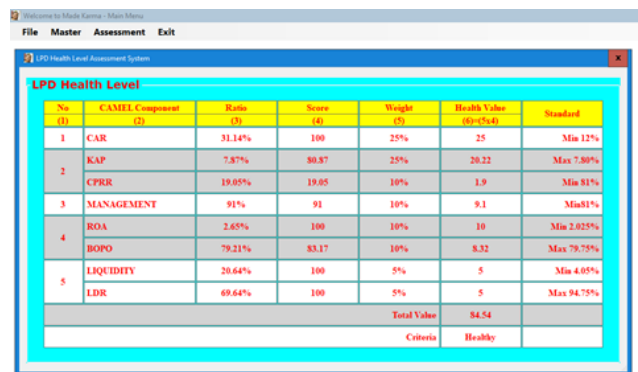 Welcome to Made Karma - Main Menu
File Master Assessment Exit
LPD Health Level Assessment System x
LPD Health Level
No CAMEL Component Ratio Score Weight Health Value Standard
(1) (2) (3) (4) (5) (6)=(5x4)
1 CAR 31.14% 100 25% 25 Min 12%
2 KAP 7.87% 80.87 25% 20.22 Max 7.80%
CPRR 19.05% 19.05 10% 1.9 Min 81%
3 MANAGEMENT 91% 91 10% 9.1 Min81%
4 ROA 2.65% 100 10% 10 Min 2.025%
BOPO 79.21% 83.17 10% 8.32 Max 79.75%
5 LIQUIDITY 20.64% 100 5% 5 Min 4.05%
LDR 69.64% 100 5% 5 Max 94.75%
Total Value 84.54
Criteria Healthy